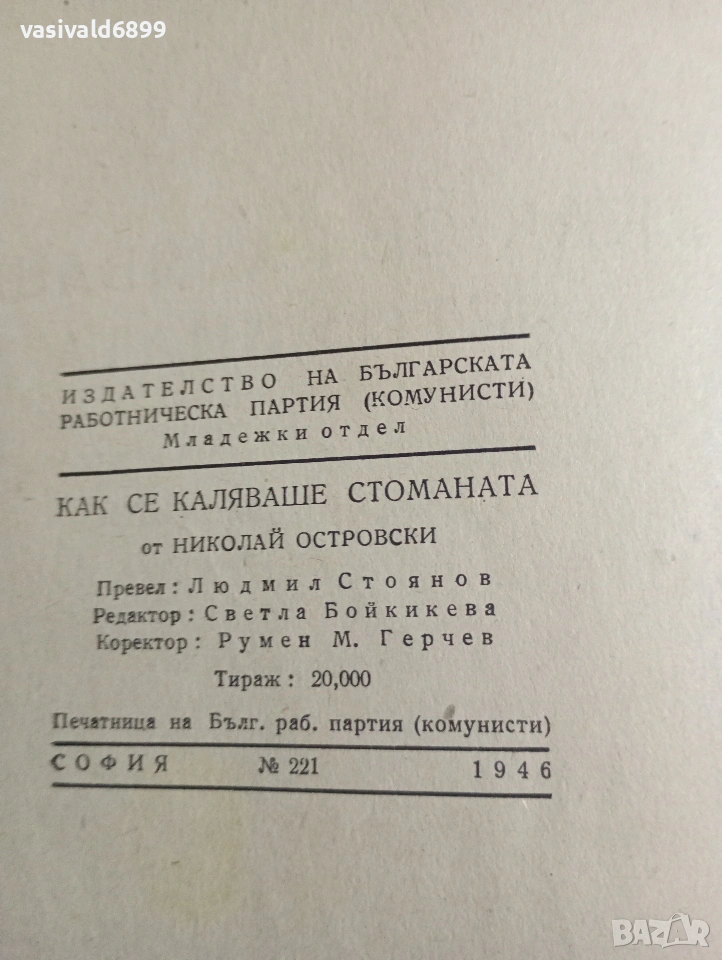 vasivald6899
ИЗДАТЕЛСТВО НА БЪЛГАРСКАТА
РАБОТНИЧЕСКА ПАРТИЯ (КОМУНИСТИ)
Младежки отдел
КАК СЕ КАЛЯВАШЕ СТОМАНАТА
от НИКОЛАЙ ОСТРОВСКИ
Превел: Людмил Стоянов
Редактор: Светла Бойкикева
Коректор: Румен М. Герчев
Тираж: 20,000
Печатница на Бълг. раб. партия (комунисти)
СОФИЯ № 221 1946
BAZAR